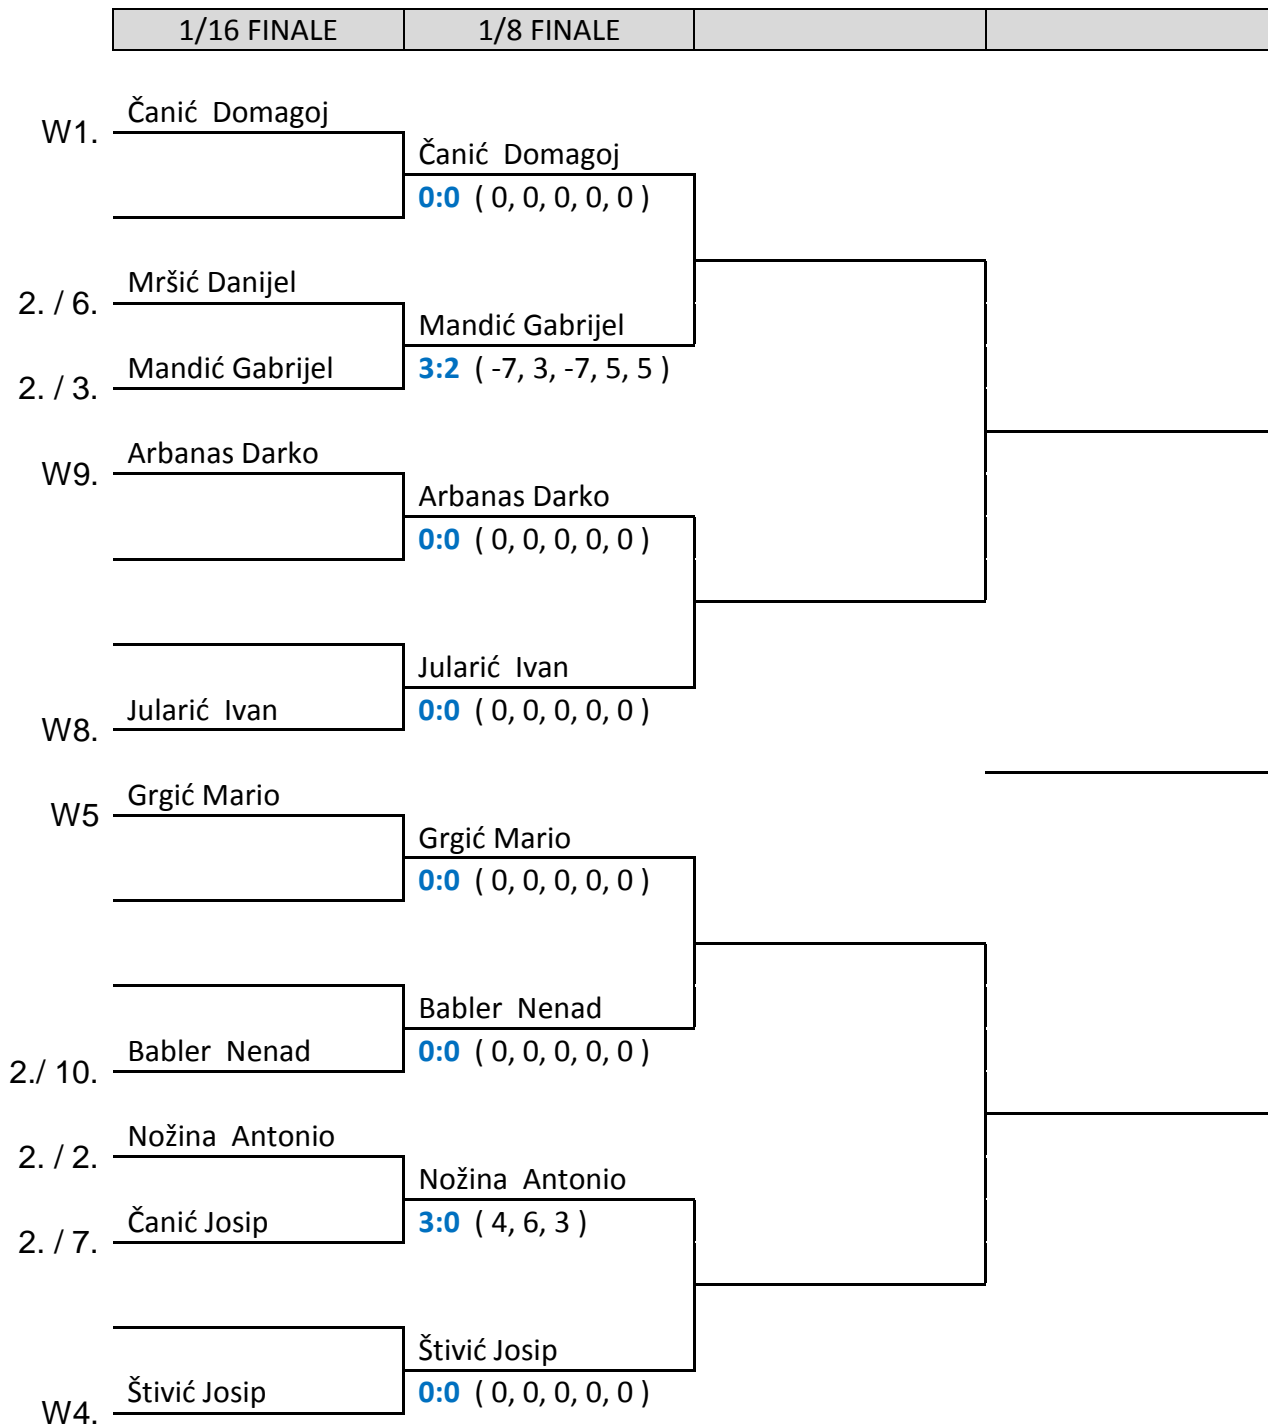 1/16 FINALE 1/8 FINALE
W1. Čanić Domagoj
Čanić Domagoj
0:0 ( 0, 0, 0, 0, 0 )
2. / 6. Mršić Danijel
Mandić Gabrijel
2. / 3. Mandić Gabrijel 3:2 ( -7, 3, -7, 5, 5 )
W9. Arbanas Darko
Arbanas Darko
0:0 ( 0, 0, 0, 0, 0 )
Jularić Ivan
W8. Jularić Ivan 0:0 ( 0, 0, 0, 0, 0 )
W5 Grgić Mario
Grgić Mario
0:0 ( 0, 0, 0, 0, 0 )
Babler Nenad
2./ 10. Babler Nenad 0:0 ( 0, 0, 0, 0, 0 )
2. / 2. Nožina Antonio
Nožina Antonio
2. / 7. Čanić Josip 3:0 ( 4, 6, 3 )
Štivić Josip
W4. Štivić Josip 0:0 ( 0, 0, 0, 0, 0 )